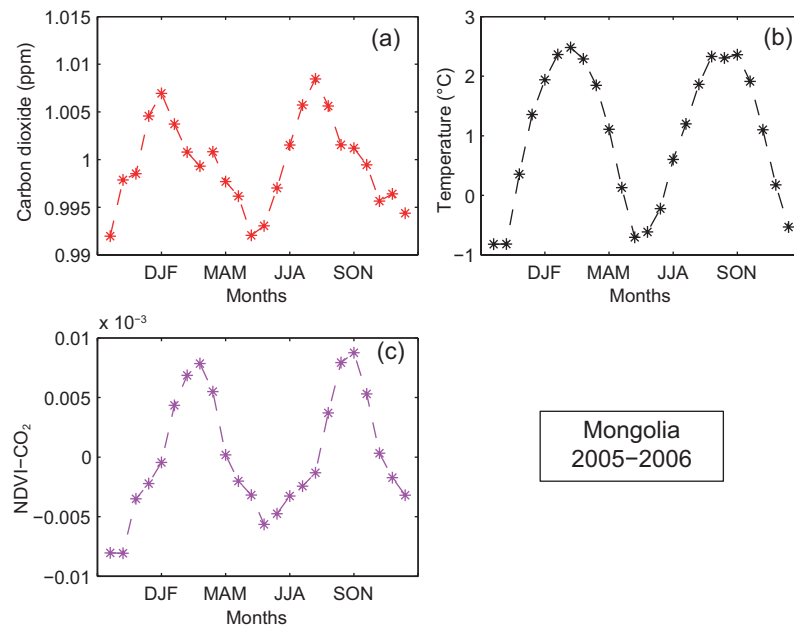 (a)
Carbon dioxide (ppm)
1.015
1.01
1.005
1
0.995
0.99
DJF MAM JJA SON
Months
(b)
Temperature (°C)
3
2
1
0
−1
DJF MAM JJA SON
Months
x 10⁻³
(c)
NDVI−CO₂
0.01
0.005
0
−0.005
−0.01
DJF MAM JJA SON
Months
Mongolia
2005−2006